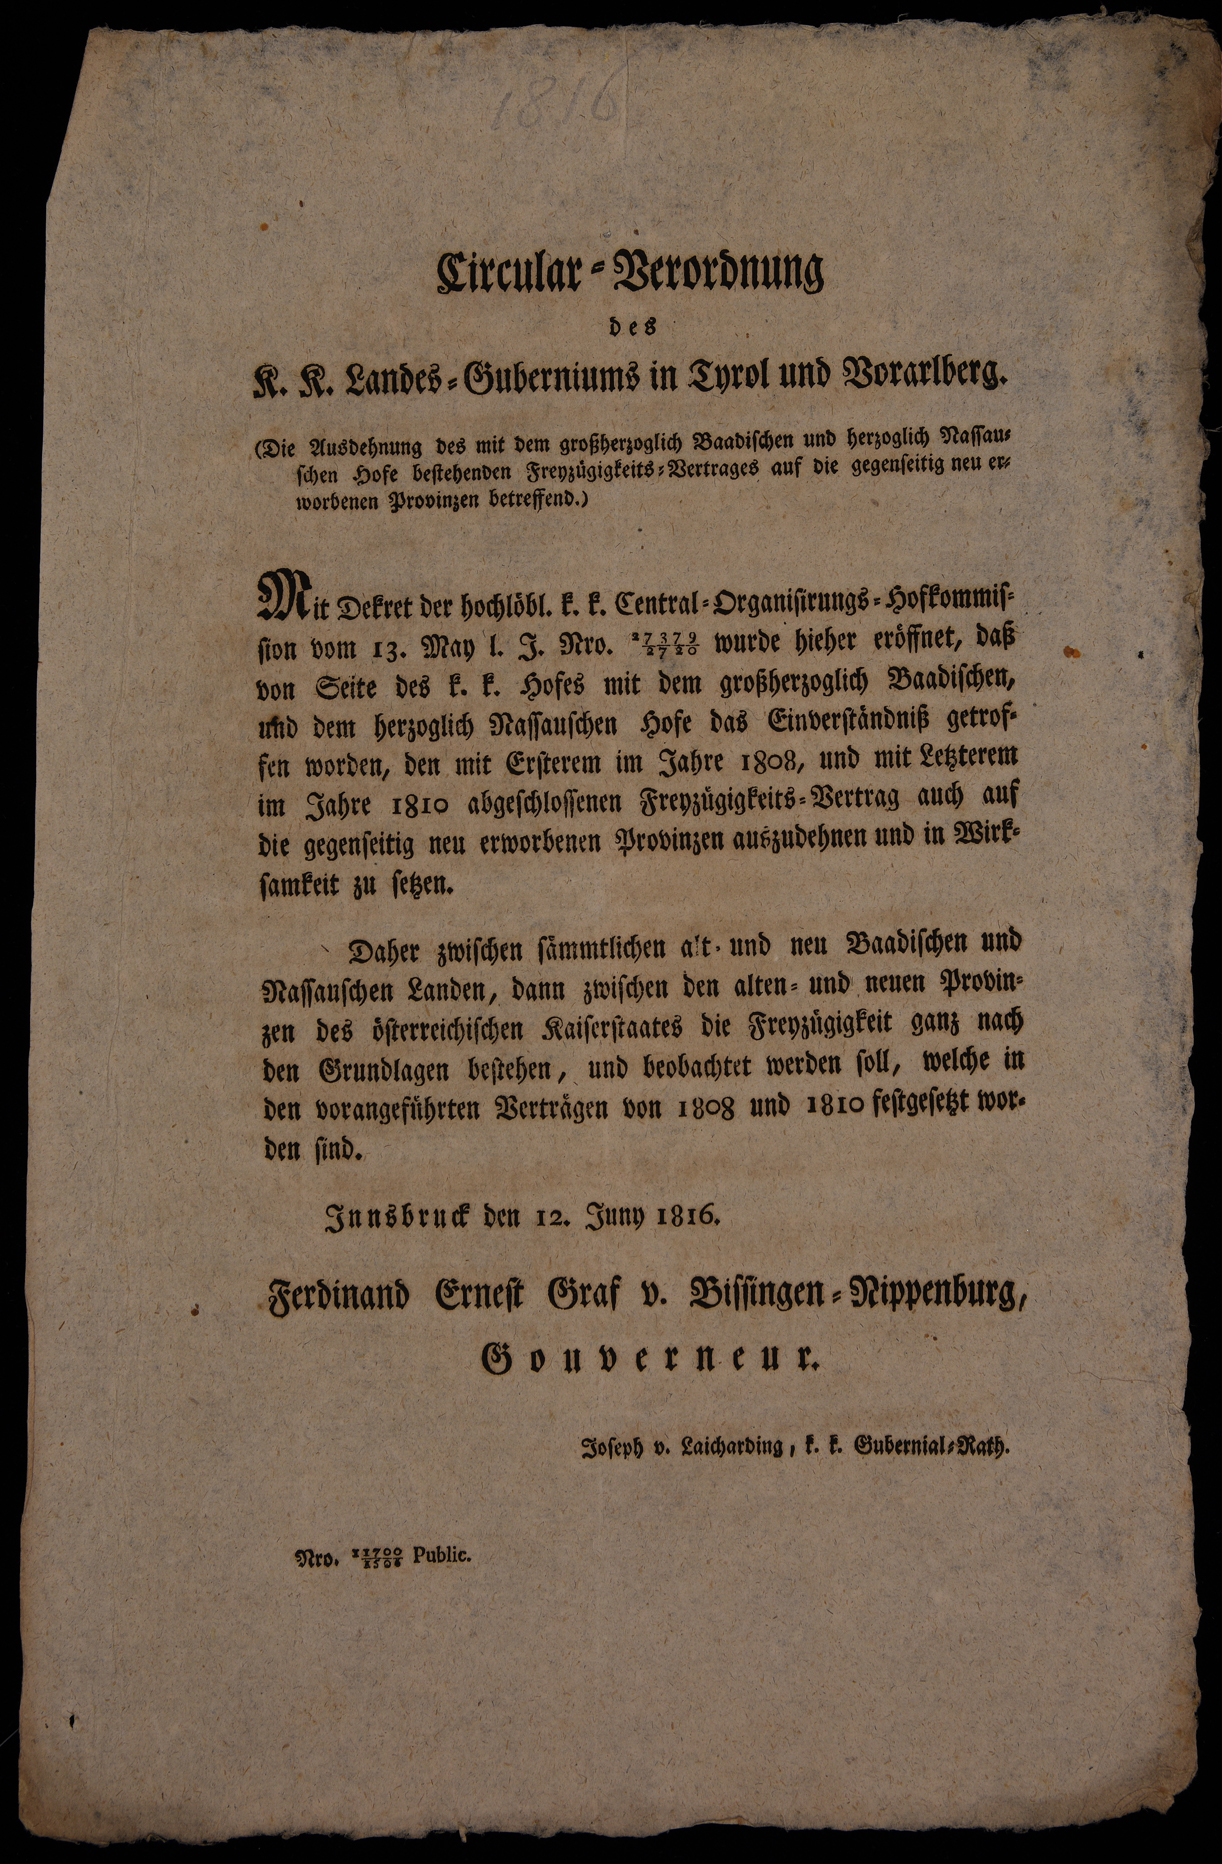 1816
Circular-Verordnung
des
K. K. Landes-Guberniums in Tyrol und Vorarlberg.
(Die Ausdehnung des mit dem großherzoglich Baadischen und herzoglich Nassau-
schen Hofe bestehenden Freyzügigkeits-Vertrages auf die gegenseitig neu er-
worbenen Provinzen betreffend.)
Mit Dekret der hochlöbl. k. k. Central-Organisirungs-Hofkommis-
sion vom 13. May l. J. Nro. wurde hieher eröffnet, daß
von Seite des k. k. Hofes mit dem großherzoglich Baadischen,
und dem herzoglich Nassauschen Hofe das Einverständniß getrof-
fen worden, den mit Ersterem im Jahre 1808, und mit Letzterem
im Jahre 1810 abgeschlossenen Freyzügigkeits-Vertrag auch auf
die gegenseitig neu erworbenen Provinzen auszudehnen und in Wirk-
samkeit zu setzen.
Daher zwischen sämmtlichen alt- und neu Baadischen und
Nassauschen Landen, dann zwischen den alten- und neuen Provin-
zen des österreichischen Kaiserstaates die Freyzügigkeit ganz nach
den Grundlagen bestehen, und beobachtet werden soll, welche in
den vorangeführten Verträgen von 1808 und 1810 festgesetzt wor-
den sind.
Innsbruck den 12. Juny 1816.
Ferdinand Ernest Graf v. Bissingen-Nippenburg,
Gouverneur.
Joseph v. Laicharding, k. k. Gubernial-Rath.
Nro. Public.